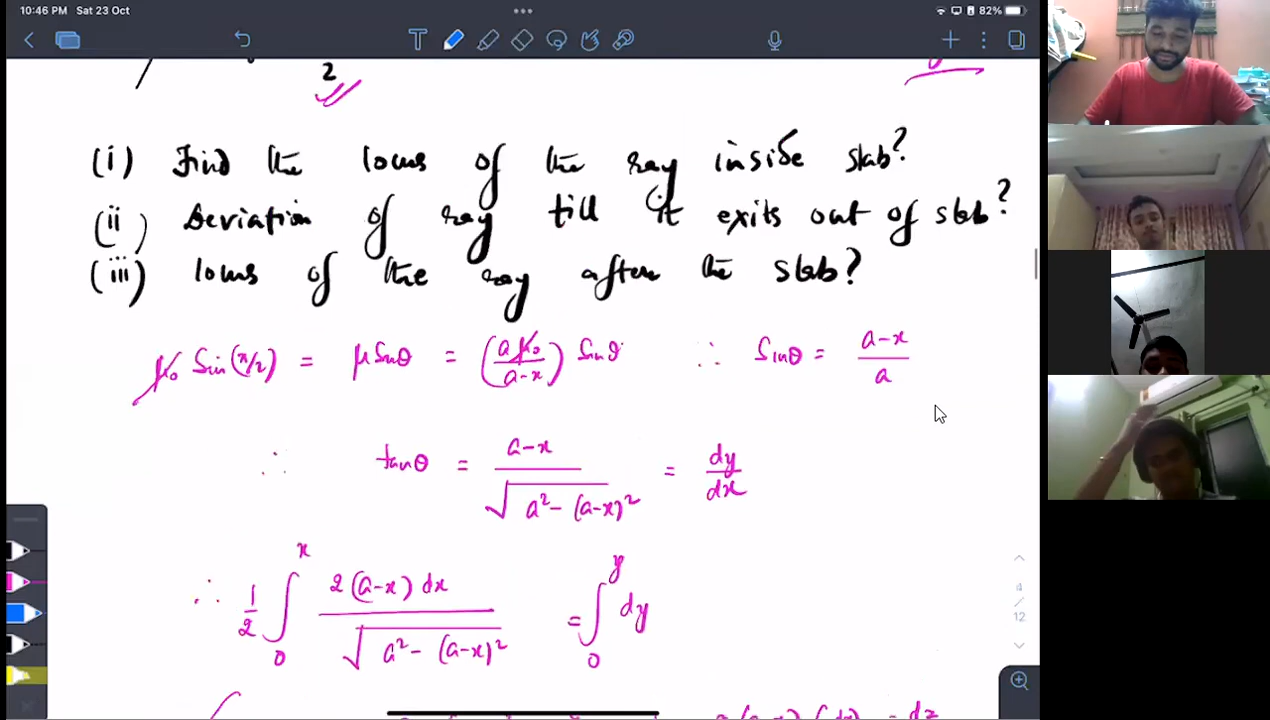 10:46 PM Sat 23 Oct
82%
T
2
(i) Find the locus of the ray inside slab?
(ii) Deviation of ray till it exits out of slab?
(iii) locus of the ray after the slab?
μ₀ Sin(π/2) = μ Sinθ = (aμ₀/(a-x)) Sinθ ∴ Sinθ = (a-x)/a
∴ tanθ = (a-x)/√(a²-(a-x)²) = dy/dx
∴ 1/2 ∫₀ˣ 2(a-x)dx/√(a²-(a-x)²) = ∫₀ʸ dy
4/12